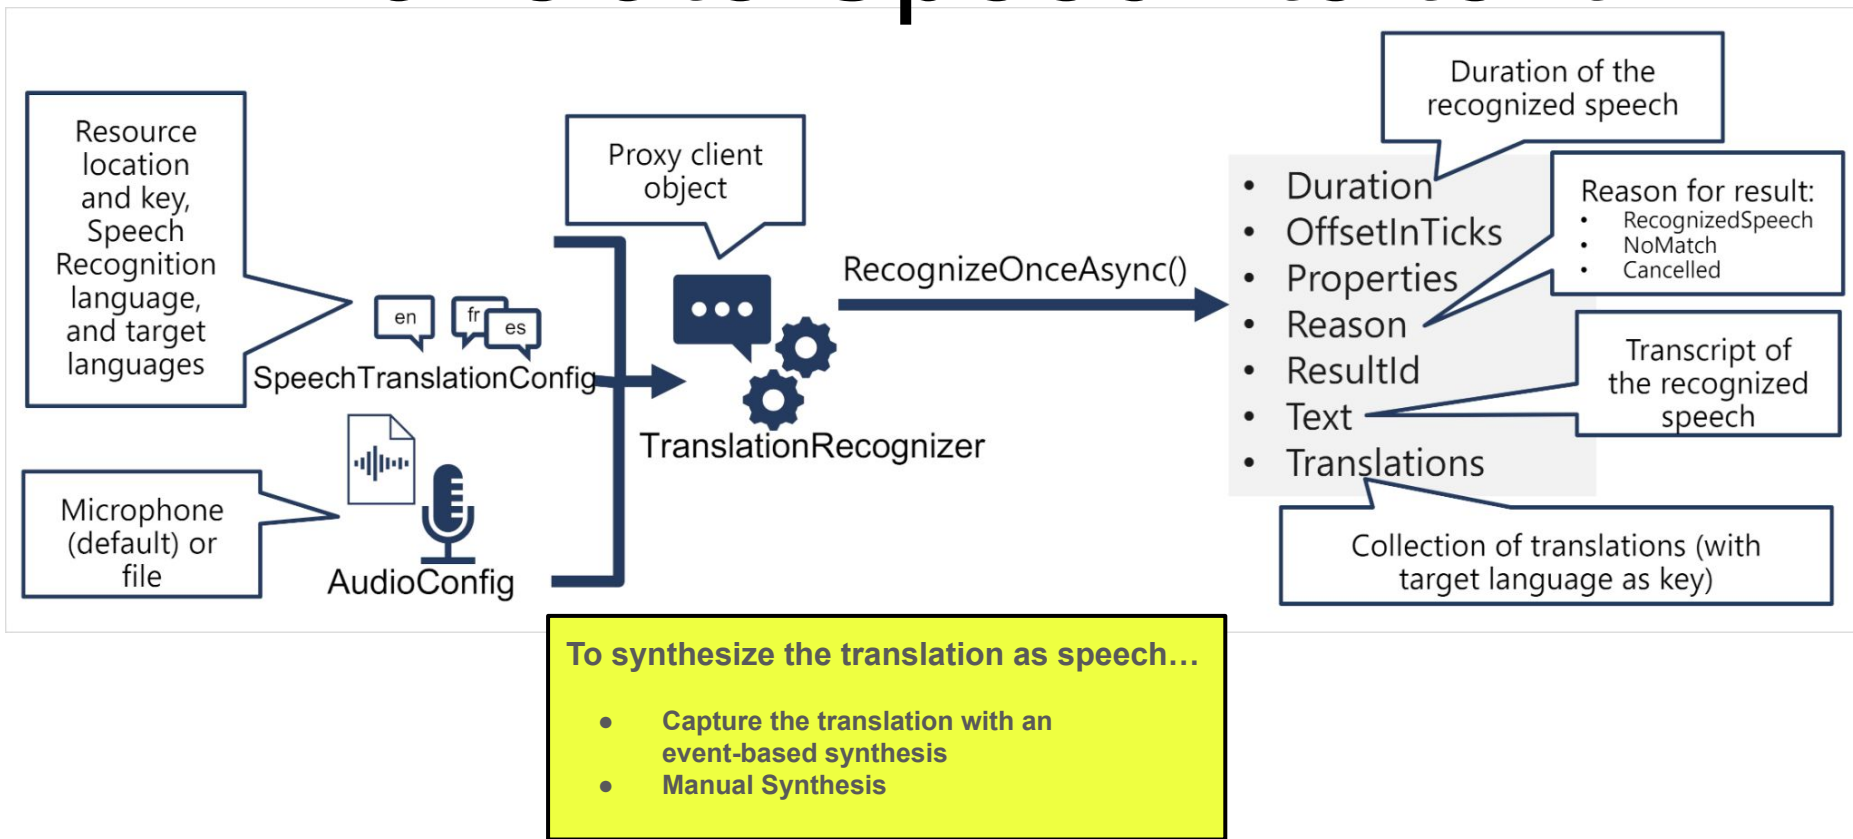 Duration of the
recognized speech
Resource
location
and key,
Speech
Recognition
language,
and target
languages
Proxy client
object
Reason for result:
• RecognizedSpeech
• NoMatch
• Cancelled
• Duration
• OffsetInTicks
• Properties
• Reason
• ResultId
• Text
• Translations
RecognizeOnceAsync()
en
fr
es
SpeechTranslationConfig
Transcript of
the recognized
speech
TranslationRecognizer
Microphone
(default) or
file
AudioConfig
Collection of translations (with
target language as key)
To synthesize the translation as speech…
● Capture the translation with an
event-based synthesis
● Manual Synthesis